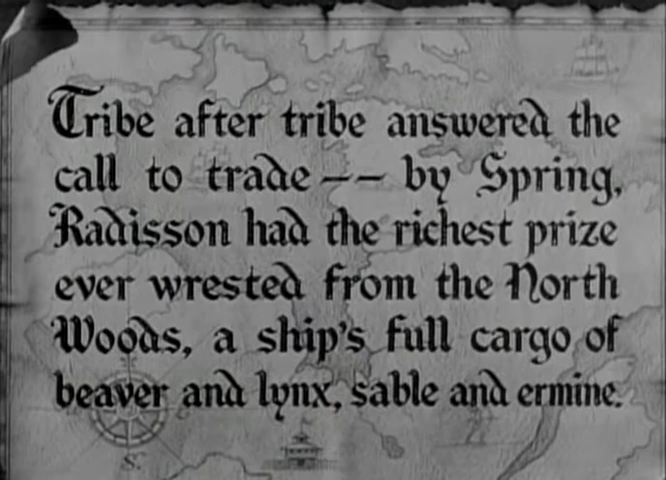 Tribe after tribe answered the
call to trade -- by Spring,
Radisson had the richest prize
ever wrested from the North
Woods, a ship's full cargo of
beaver and lynx, sable and ermine.
S.